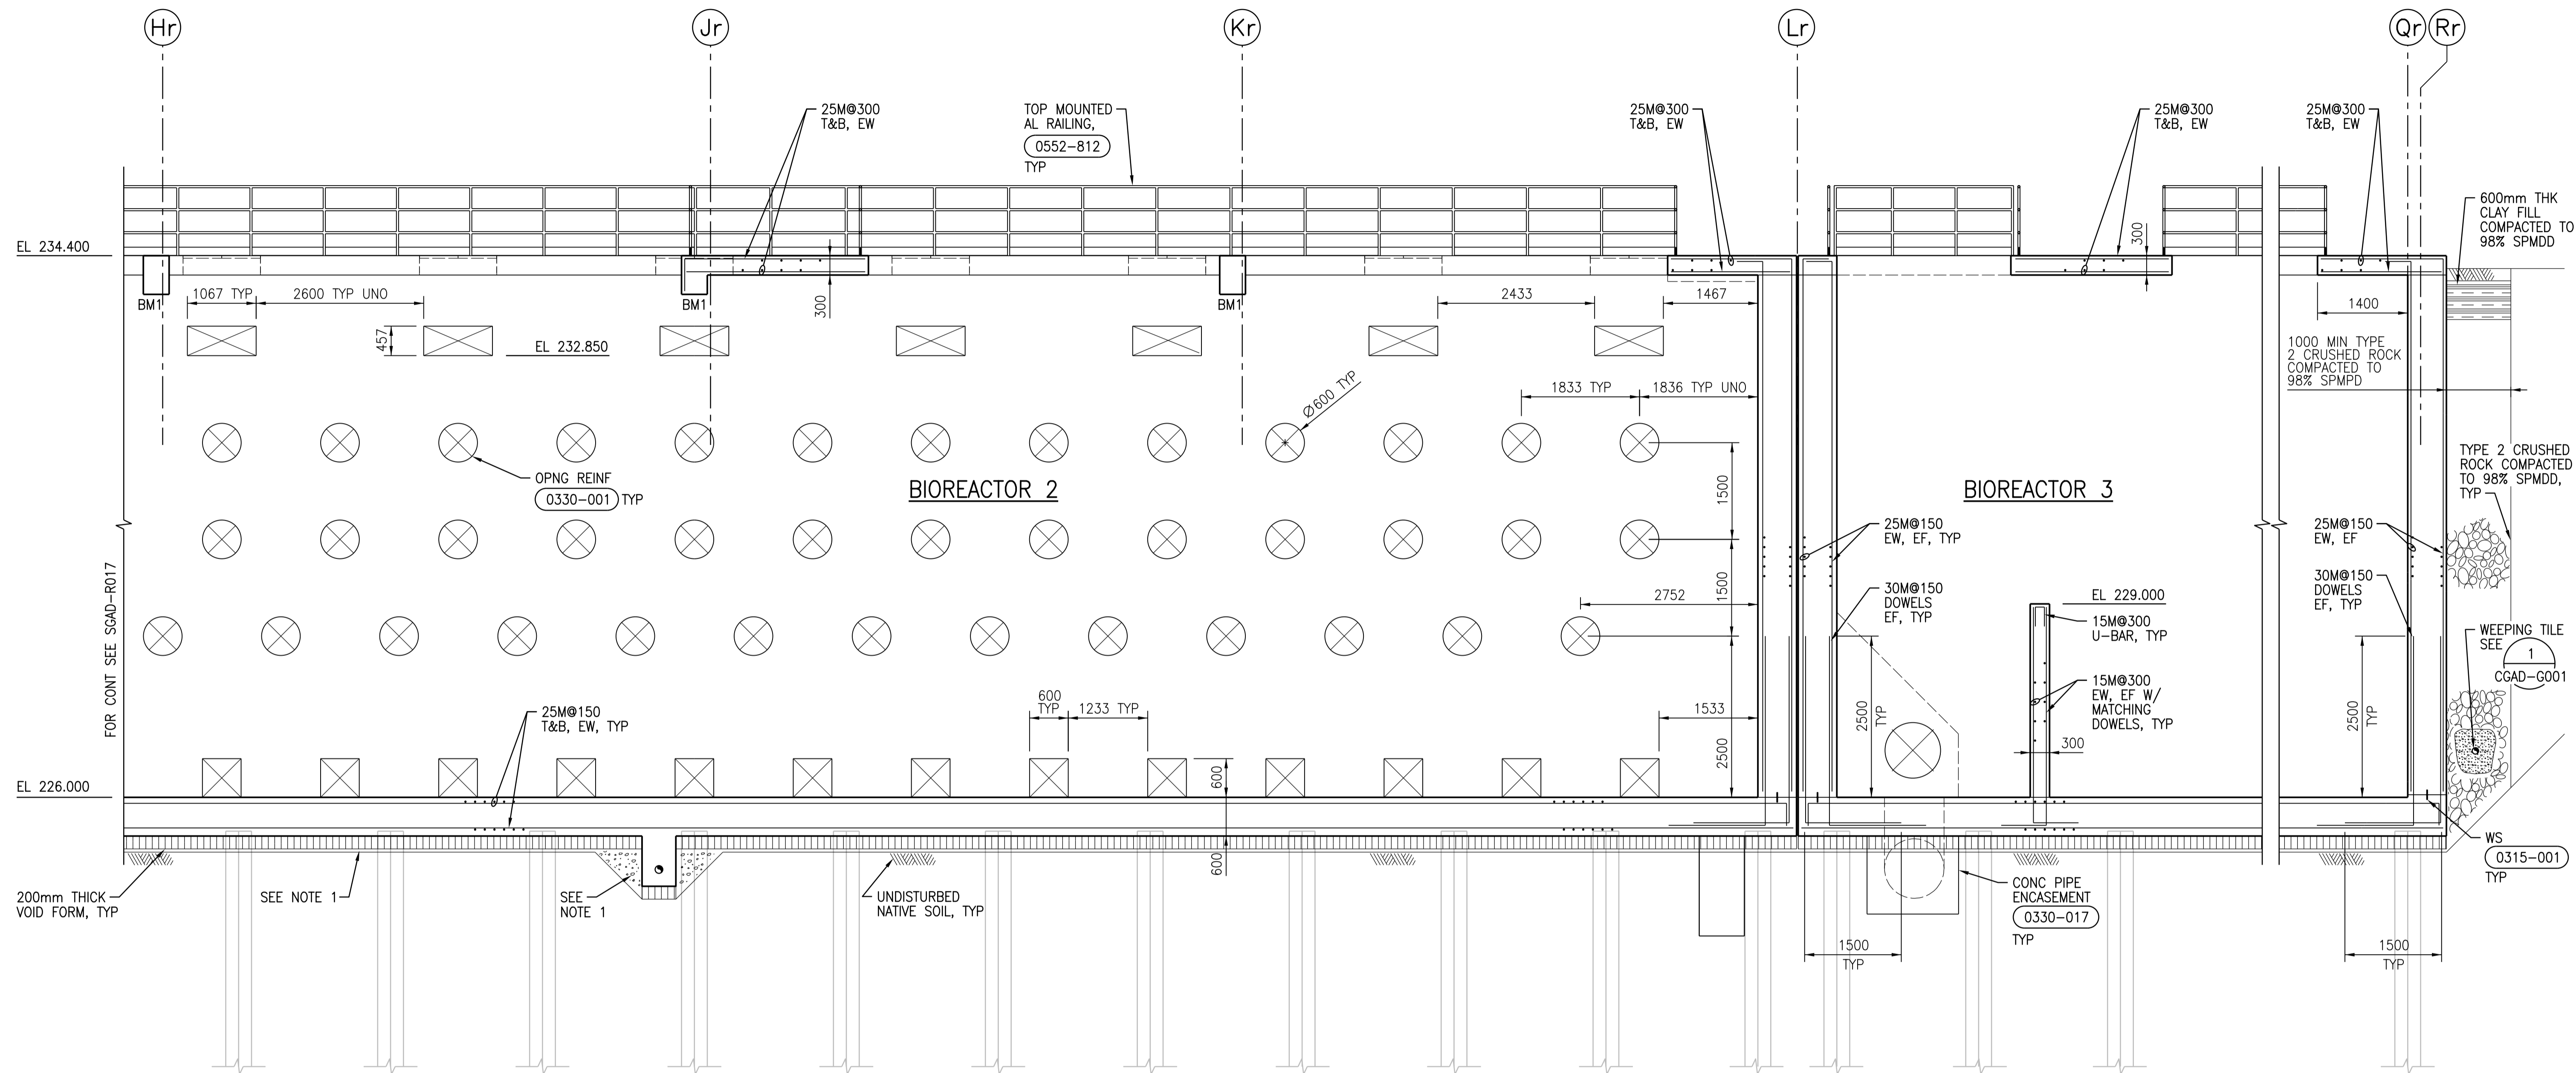 Hr
Jr
Kr
Lr
Qr
Rr
25M@300
T&B, EW
TOP MOUNTED
AL RAILING,
0552-812
TYP
25M@300
T&B, EW
25M@300
T&B, EW
25M@300
T&B, EW
600mm THK
CLAY FILL
COMPACTED TO
98% SPMDD
EL 234.400
BM1
1067 TYP
2600 TYP UNO
BM1
300
BM1
2433
1467
300
1400
457
EL 232.850
1000 MIN TYPE
2 CRUSHED ROCK
COMPACTED TO
98% SPMPD
Ø600 TYP
1833 TYP
1836 TYP UNO
OPNG REINF
0330-001
TYP
BIOREACTOR 2
1500
BIOREACTOR 3
TYPE 2 CRUSHED
ROCK COMPACTED
TO 98% SPMDD,
TYP
25M@150
EW, EF, TYP
25M@150
EW, EF
FOR CONT SEE SGAD-R017
1500
2752
30M@150
DOWELS
EF, TYP
EL 229.000
15M@300
U-BAR, TYP
30M@150
DOWELS
EF, TYP
WEEPING TILE
SEE
1
CGAD-G001
25M@150
T&B, EW, TYP
600
TYP
1233 TYP
1533
2500
2500
TYP
15M@300
EW, EF W/
MATCHING
DOWELS, TYP
300
2500
TYP
EL 226.000
600
600
WS
0315-001
TYP
200mm THICK
VOID FORM, TYP
SEE NOTE 1
SEE
NOTE 1
UNDISTURBED
NATIVE SOIL, TYP
CONC PIPE
ENCASEMENT
0330-017
TYP
1500
TYP
1500
TYP